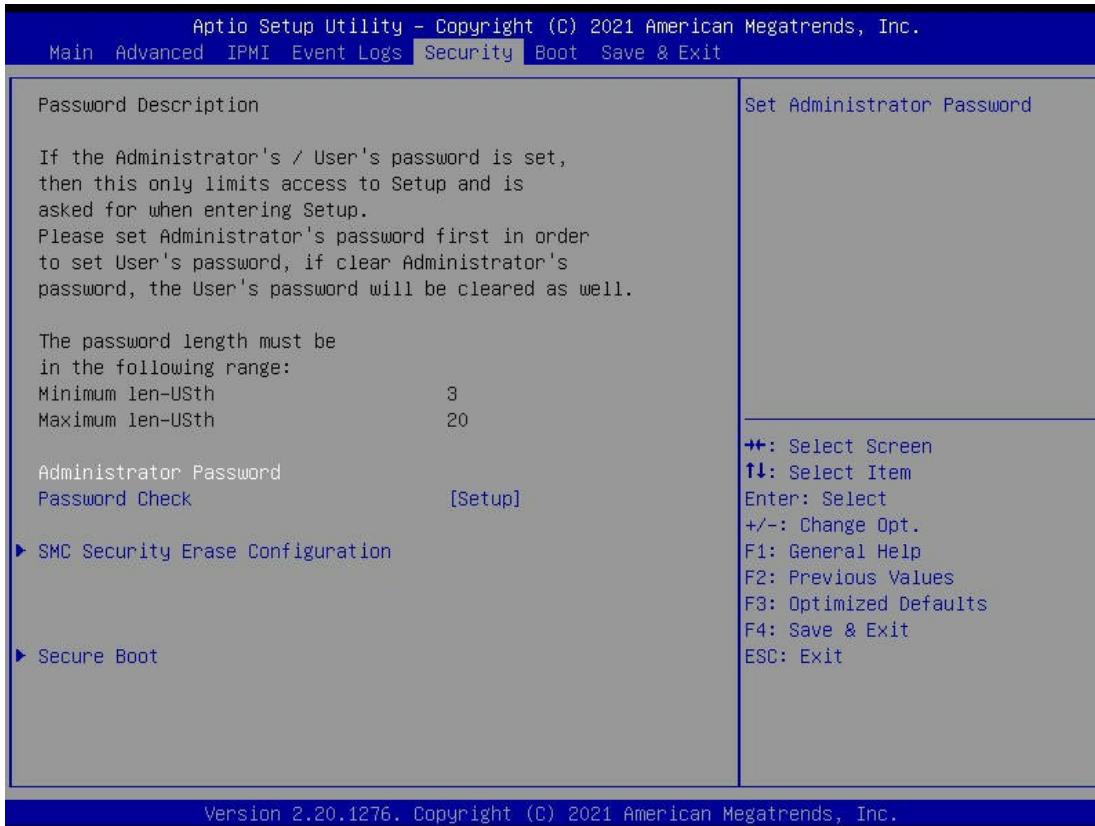 Aptio Setup Utility – Copyright (C) 2021 American Megatrends, Inc.
Main Advanced IPMI Event Logs Security Boot Save & Exit
Password Description
If the Administrator's / User's password is set,
then this only limits access to Setup and is
asked for when entering Setup.
Please set Administrator's password first in order
to set User's password, if clear Administrator's
password, the User's password will be cleared as well.
The password length must be
in the following range:
Minimum len-USth 3
Maximum len-USth 20
Administrator Password
Password Check [Setup]
▶ SMC Security Erase Configuration
▶ Secure Boot
Set Administrator Password
→←: Select Screen
↑↓: Select Item
Enter: Select
+/-: Change Opt.
F1: General Help
F2: Previous Values
F3: Optimized Defaults
F4: Save & Exit
ESC: Exit
Version 2.20.1276. Copyright (C) 2021 American Megatrends, Inc.